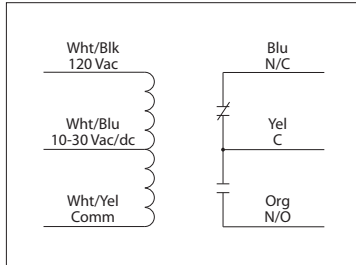 Wht/Blk
120 Vac
Wht/Blu
10-30 Vac/dc
Wht/Yel
Comm
Blu
N/C
Yel
C
Org
N/O